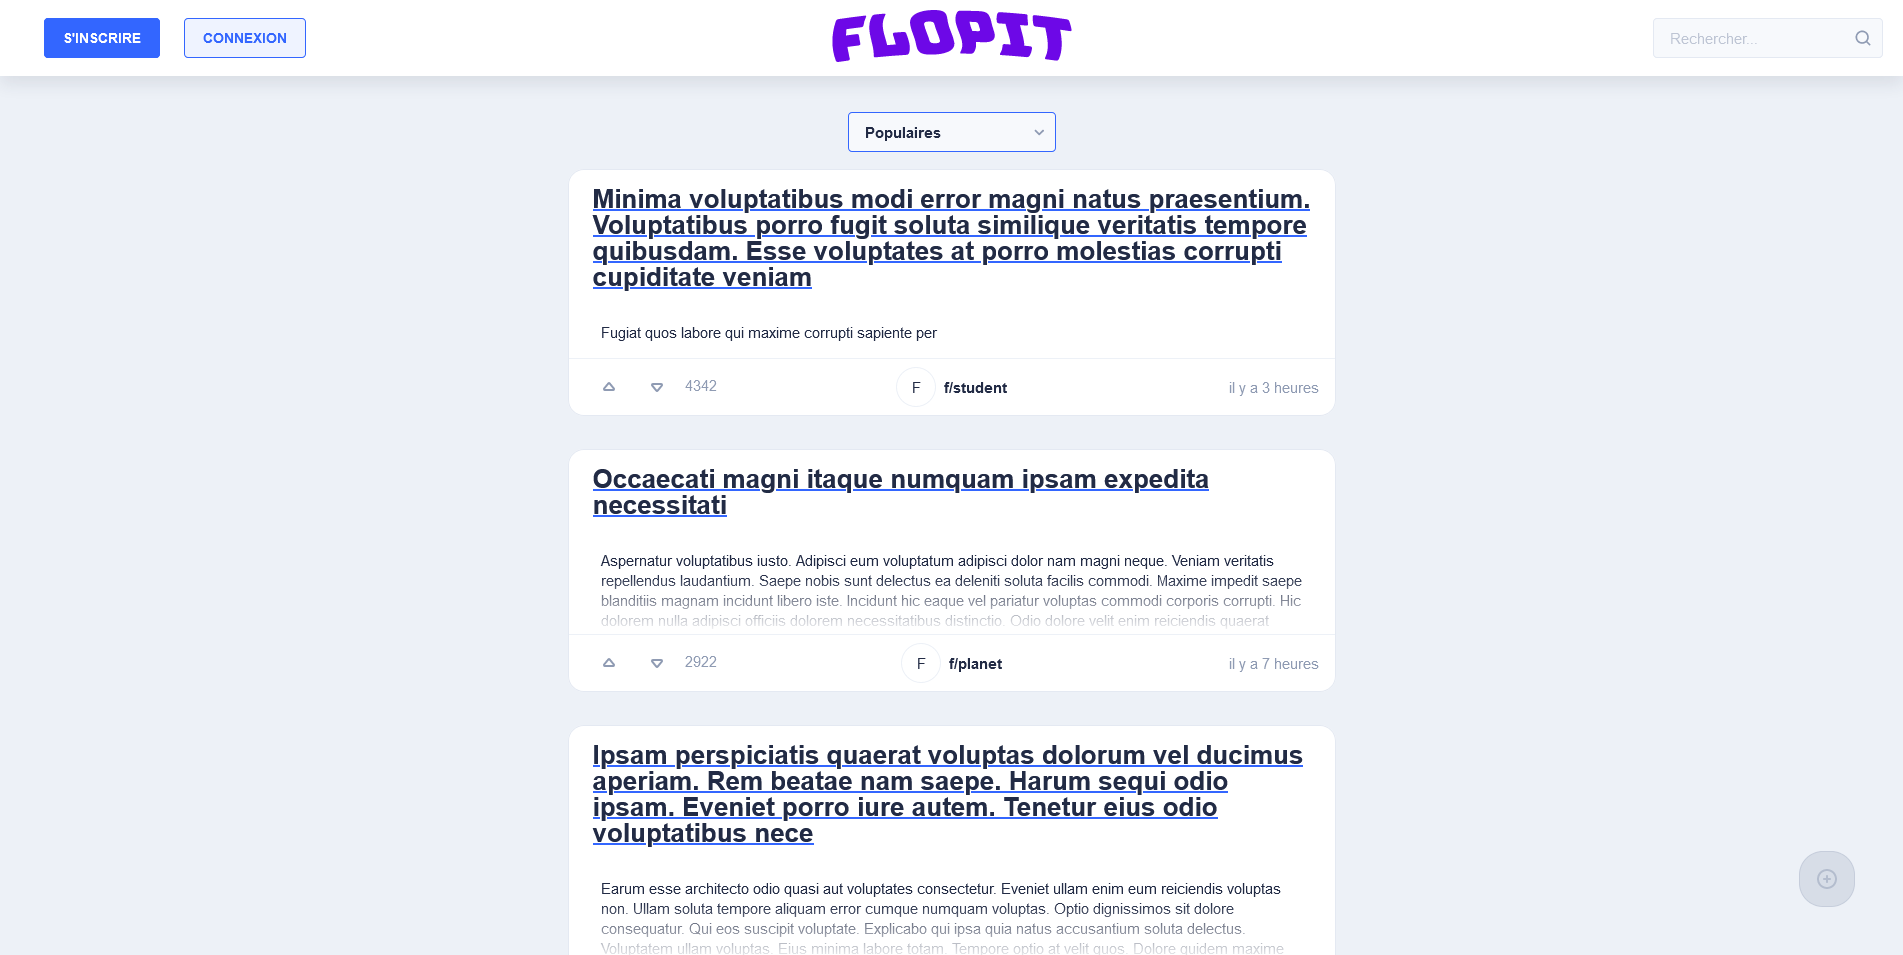 S'INSCRIRE
CONNEXION
FLOPIT
Rechercher...
Populaires
Minima voluptatibus modi error magni natus praesentium.
Voluptatibus porro fugit soluta similique veritatis tempore
quibusdam. Esse voluptates at porro molestias corrupti
cupiditate veniam
Fugiat quos labore qui maxime corrupti sapiente per
4342
F
f/student
il y a 3 heures
Occaecati magni itaque numquam ipsam expedita
necessitati
Aspernatur voluptatibus iusto. Adipisci eum voluptatum adipisci dolor nam magni neque. Veniam veritatis
repellendus laudantium. Saepe nobis sunt delectus ea deleniti soluta facilis commodi. Maxime impedit saepe
blanditiis magnam incidunt libero iste. Incidunt hic eaque vel pariatur voluptas commodi corporis corrupti. Hic
dolorem nulla adipisci officiis dolorem necessitatibus distinctio. Odio dolore velit enim reiciendis quaerat
2922
F
f/planet
il y a 7 heures
Ipsam perspiciatis quaerat voluptas dolorum vel ducimus
aperiam. Rem beatae nam saepe. Harum sequi odio
ipsam. Eveniet porro iure autem. Tenetur eius odio
voluptatibus nece
Earum esse architecto odio quasi aut voluptates consectetur. Eveniet ullam enim eum reiciendis voluptas
non. Ullam soluta tempore aliquam error cumque numquam voluptas. Optio dignissimos sit dolore
consequatur. Qui eos suscipit voluptate. Explicabo qui ipsa quia natus accusantium soluta delectus.
Voluptatem ullam voluptas. Eius minima labore totam. Tempore optio at velit quos. Dolore quidem maxime